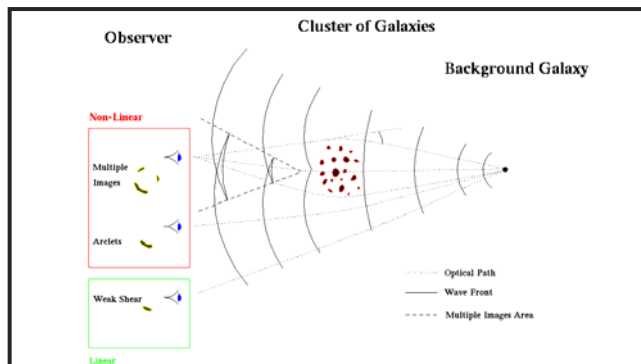 Observer
Cluster of Galaxies
Background Galaxy
Non-Linear
Multiple
Images
Arclets
Weak Shear
Linear
Optical Path
Wave Front
Multiple Images Area